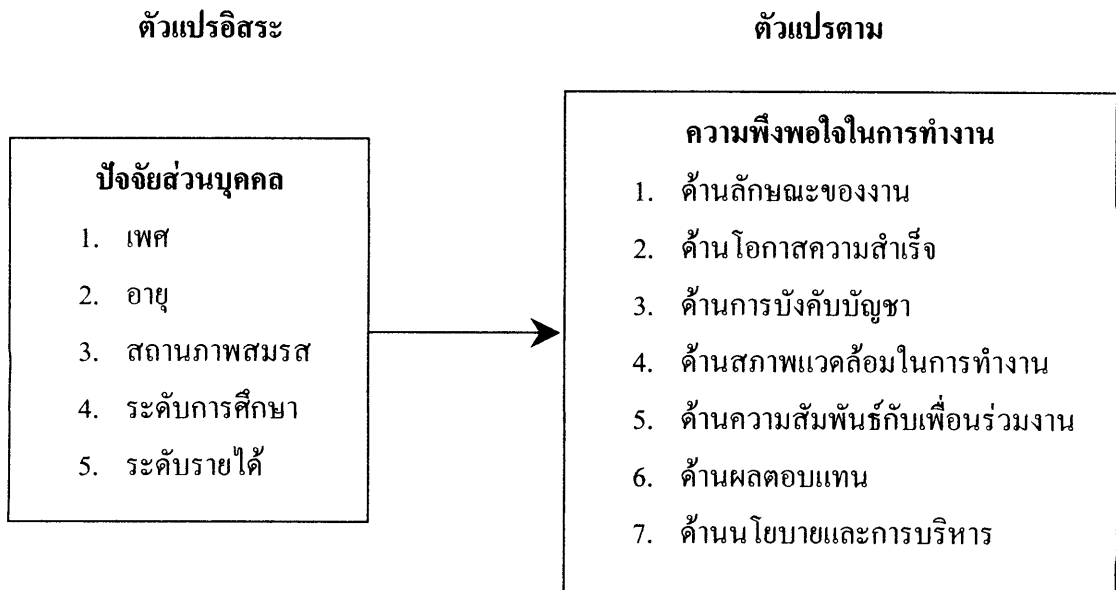 ตัวแปรอิสระ
ตัวแปรตาม
ปัจจัยส่วนบุคคล
1. เพศ
2. อายุ
3. สถานภาพสมรส
4. ระดับการศึกษา
5. ระดับรายได้
ความพึงพอใจในการทำงาน
1. ด้านลักษณะของงาน
2. ด้านโอกาสความสำเร็จ
3. ด้านการบังคับบัญชา
4. ด้านสภาพแวดล้อมในการทำงาน
5. ด้านความสัมพันธ์กับเพื่อนร่วมงาน
6. ด้านผลตอบแทน
7. ด้านนโยบายและการบริหาร